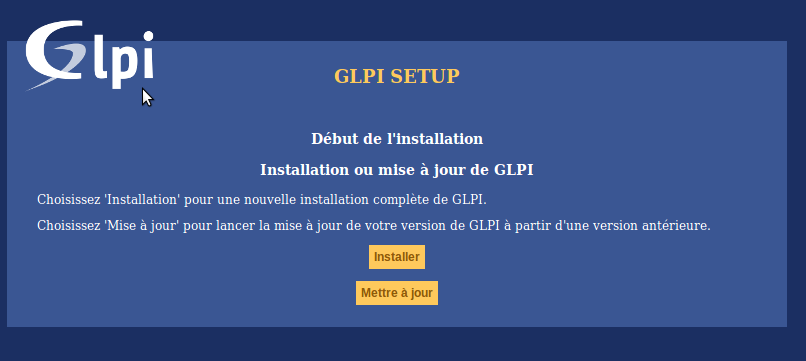 Glpi
GLPI SETUP
Début de l'installation
Installation ou mise à jour de GLPI
Choisissez 'Installation' pour une nouvelle installation complète de GLPI.
Choisissez 'Mise à jour' pour lancer la mise à jour de votre version de GLPI à partir d'une version antérieure.
Installer
Mettre à jour